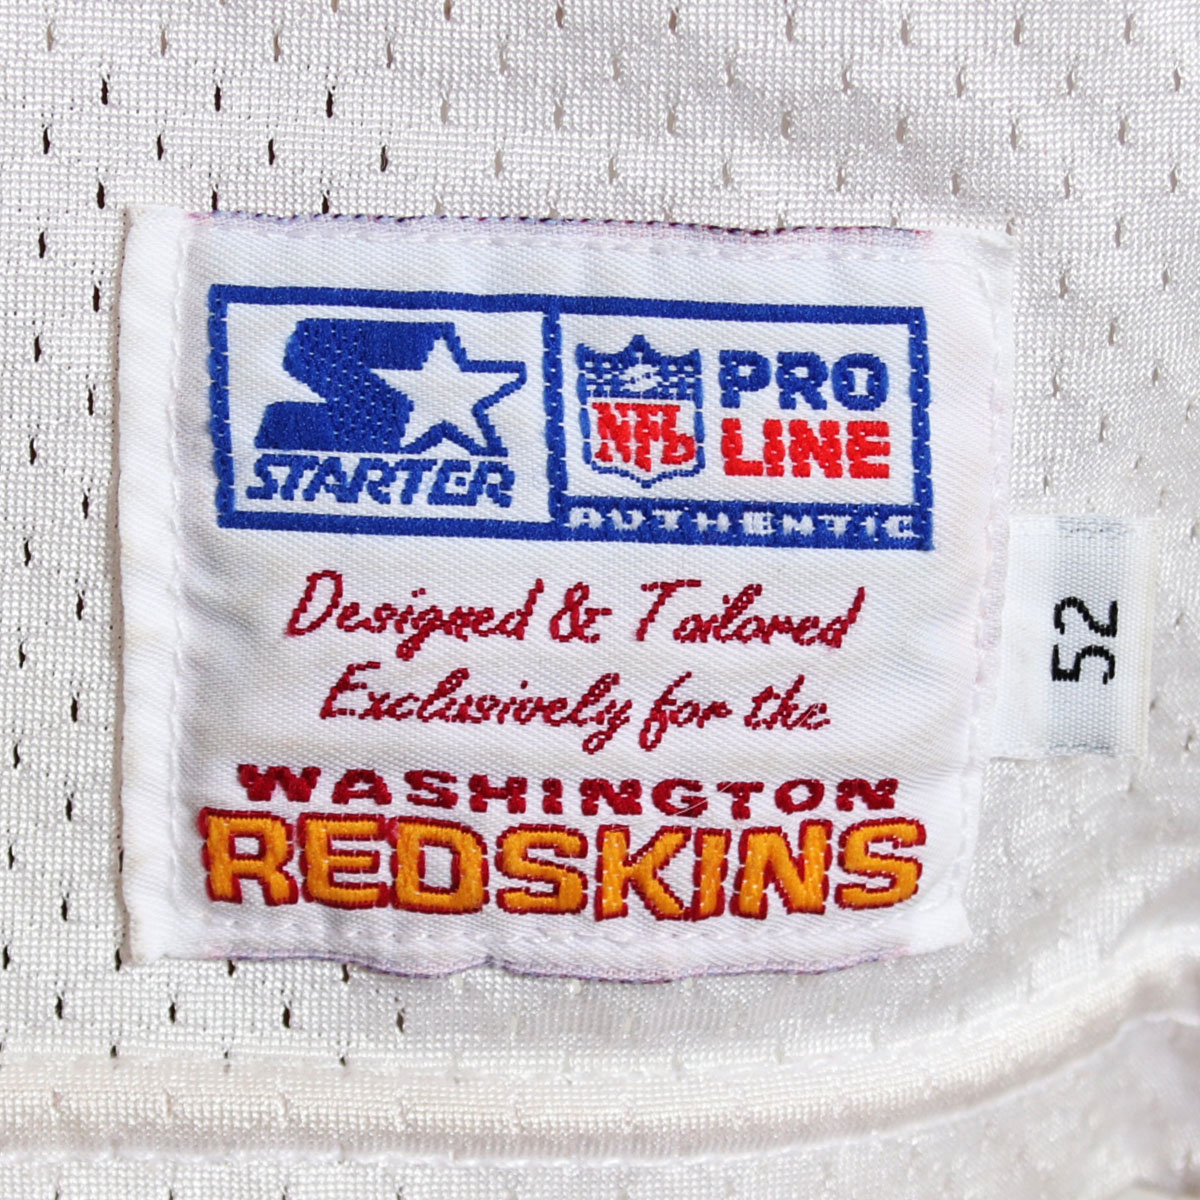 STARTER
NFL
PRO
LINE
AUTHENTIC
Designed & Tailored
Exclusively for the
WASHINGTON
REDSKINS
52